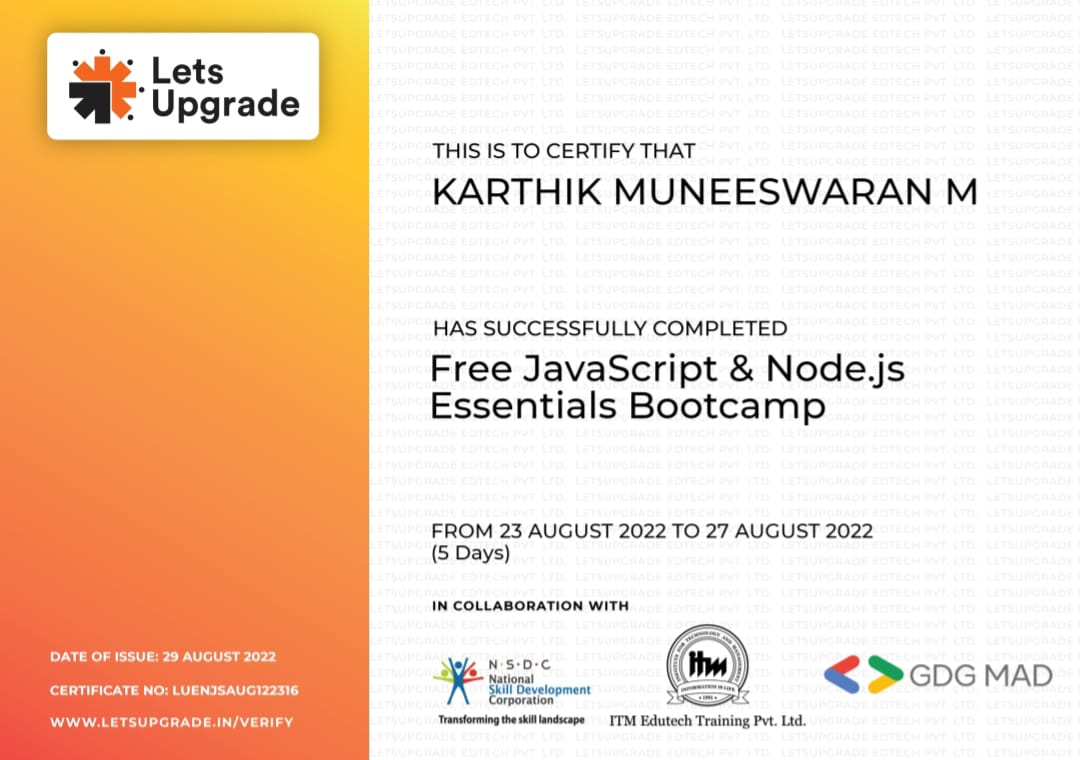 Lets
Upgrade
THIS IS TO CERTIFY THAT
KARTHIK MUNEESWARAN M
HAS SUCCESSFULLY COMPLETED
Free JavaScript & Node.js
Essentials Bootcamp
FROM 23 AUGUST 2022 TO 27 AUGUST 2022
(5 Days)
IN COLLABORATION WITH
N·S·D·C
National
Skill Development
Corporation
Transforming the skill landscape
itm
ITM Edutech Training Pvt. Ltd.
GDG MAD
DATE OF ISSUE: 29 AUGUST 2022
CERTIFICATE NO: LUENJSAUG122316
WWW.LETSUPGRADE.IN/VERIFY